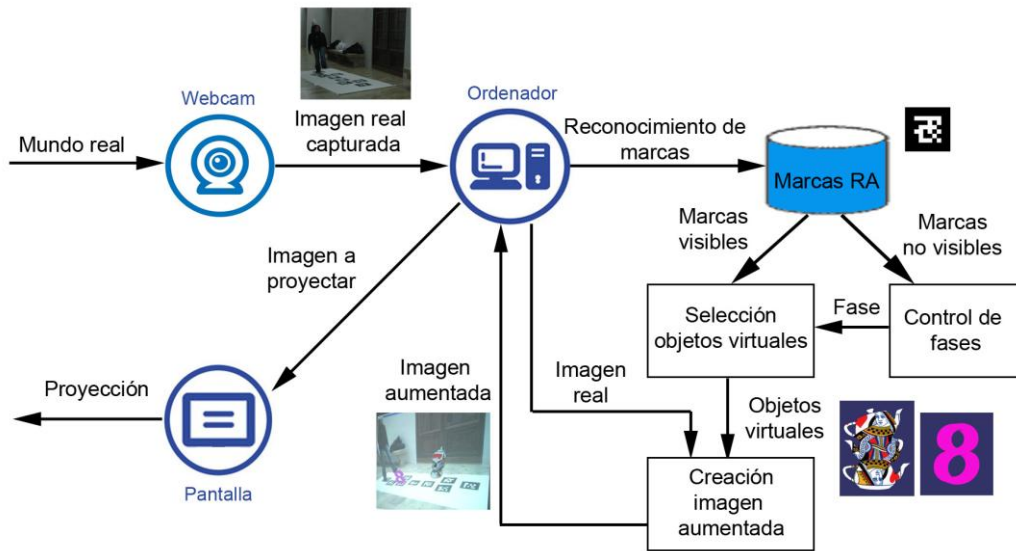 Webcam
Mundo real
Imagen real
capturada
Ordenador
Reconocimiento de
marcas
Marcas RA
Marcas
visibles
Marcas
no visibles
Imagen a
proyectar
Selección
objetos virtuales
Fase
Control de
fases
Proyección
Pantalla
Imagen
aumentada
Imagen
real
Objetos
virtuales
8
8
Creación
imagen
aumentada